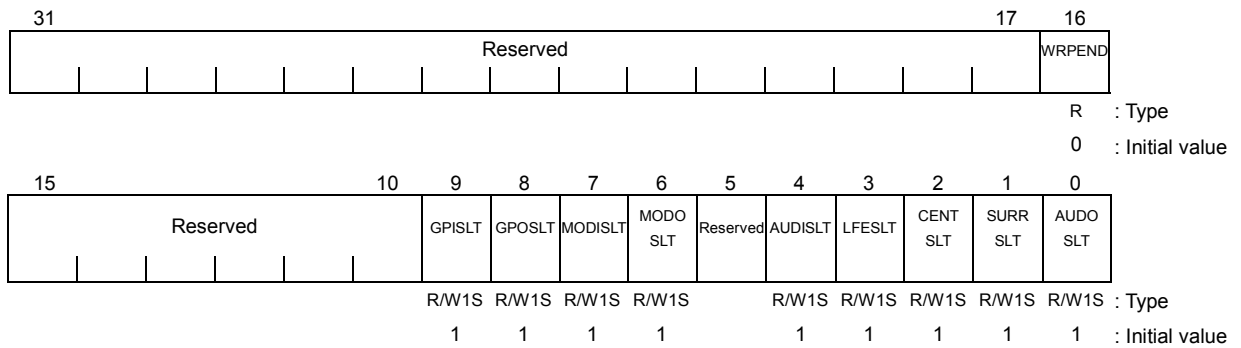 31 17 16
Reserved WRPEND
R : Type
0 : Initial value
15 10 9 8 7 6 5 4 3 2 1 0
Reserved GPISLT GPOSLT MODISLT MODO SLT Reserved AUDISLT LFESLT CENT SLT SURR SLT AUDO SLT
R/W1S R/W1S R/W1S R/W1S R/W1S R/W1S R/W1S R/W1S R/W1S : Type
1 1 1 1 1 1 1 1 1 : Initial value